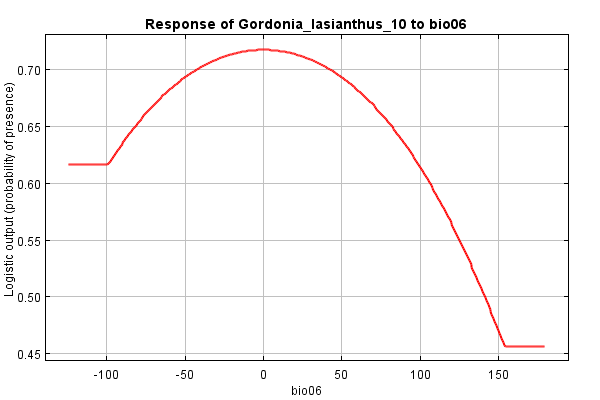 Response of Gordonia_lasianthus_10 to bio06
Logistic output (probability of presence)
0.70
0.65
0.60
0.55
0.50
0.45
-100 -50 0 50 100 150
bio06